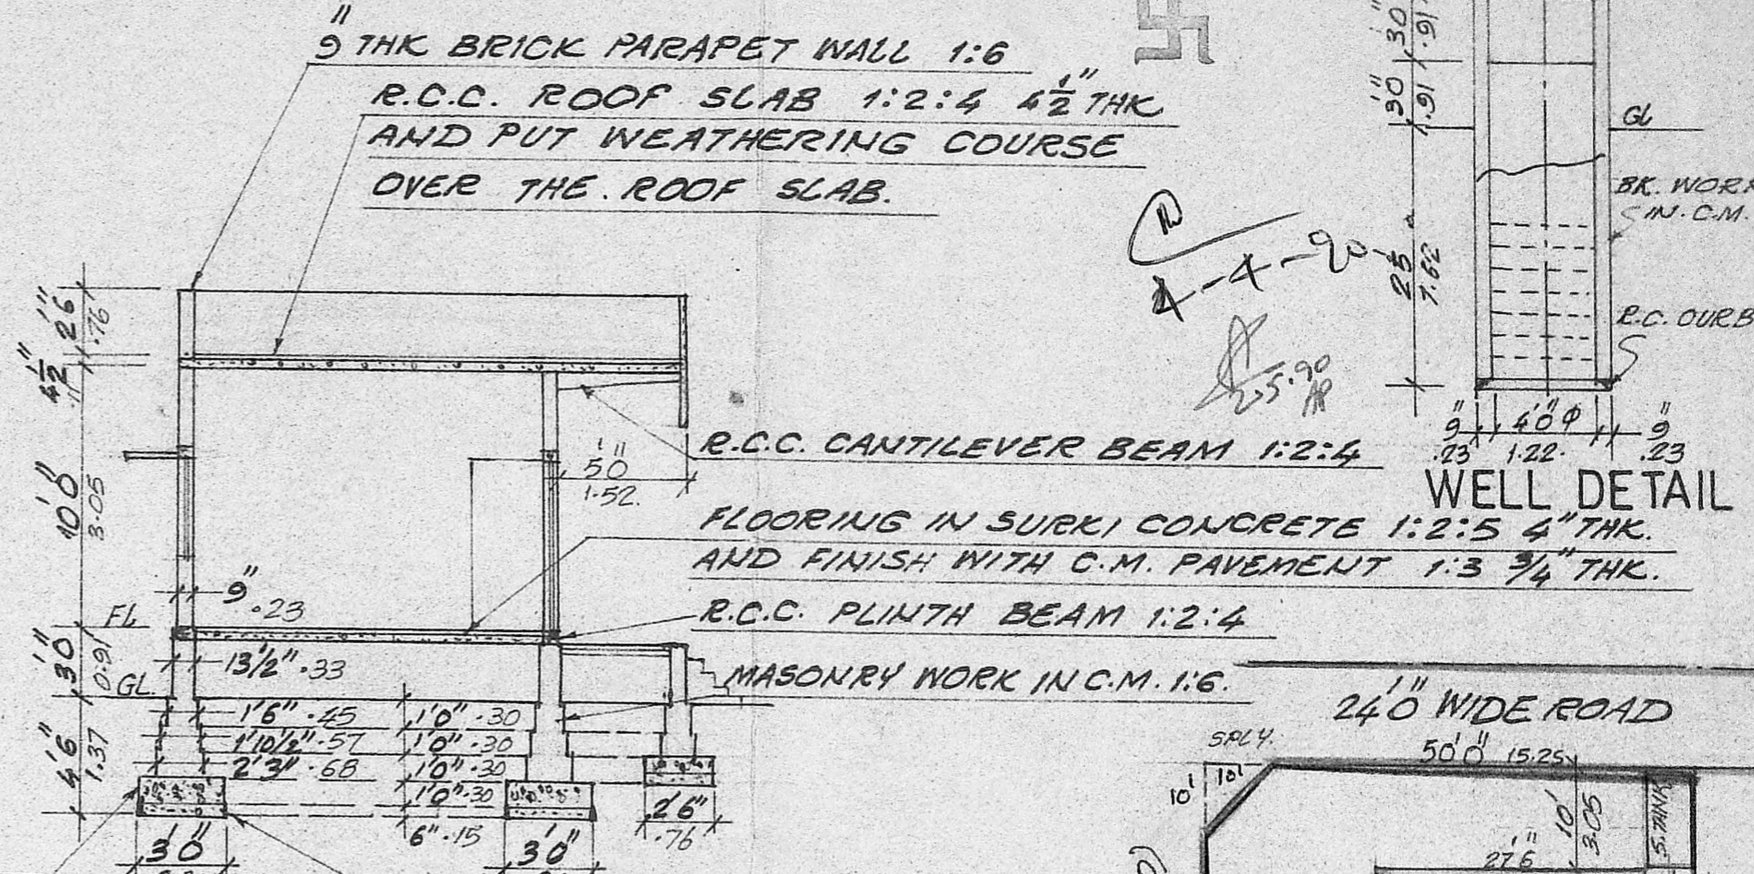 9" THK BRICK PARAPET WALL 1:6
R.C.C. ROOF SLAB 1:2:4 4½" THK
AND PUT WEATHERING COURSE
OVER THE ROOF SLAB.
2'6"
.76
4½"
.11
10'0"
3.05
3'0"
0.91
4'6"
1.37
FL
GL
9"
.23
13½" .33
1'6" .45
1'10½" .57
2'3" .68
1'0" .30
1'0" .30
1'0" .30
1'0" .30
6" .15
3'0"
3'0"
2'6"
.76
5'0"
1.52
R.C.C. CANTILEVER BEAM 1:2:4
FLOORING IN SURKI CONCRETE 1:2:5 4" THK.
AND FINISH WITH C.M. PAVEMENT 1:3 ¾" THK.
R.C.C. PLINTH BEAM 1:2:4
MASONRY WORK IN C.M. 1:6.
4-4-90
2.5.90
3'0"
.91
3'0"
.91
GL
BK. WORK
IN. C.M.
25'
7.62
R.C. CURB
9" 4'0" Φ 9"
.23 1.22 .23
WELL DETAIL
24'0" WIDE ROAD
SPLY.
10' 10'
50'0" 15.25
10'
3.05
S.TANK
27'6"